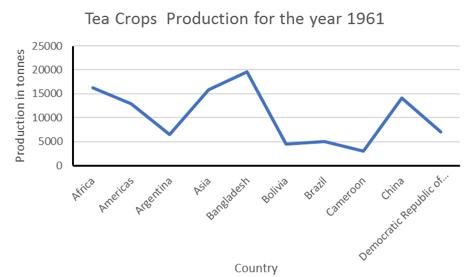 Tea Crops Production for the year 1961
Production in tonnes
25000
20000
15000
10000
5000
0
Africa
Americas
Argentina
Asia
Bangladesh
Bolivia
Brazil
Cameroon
China
Democratic Republic of...
Country